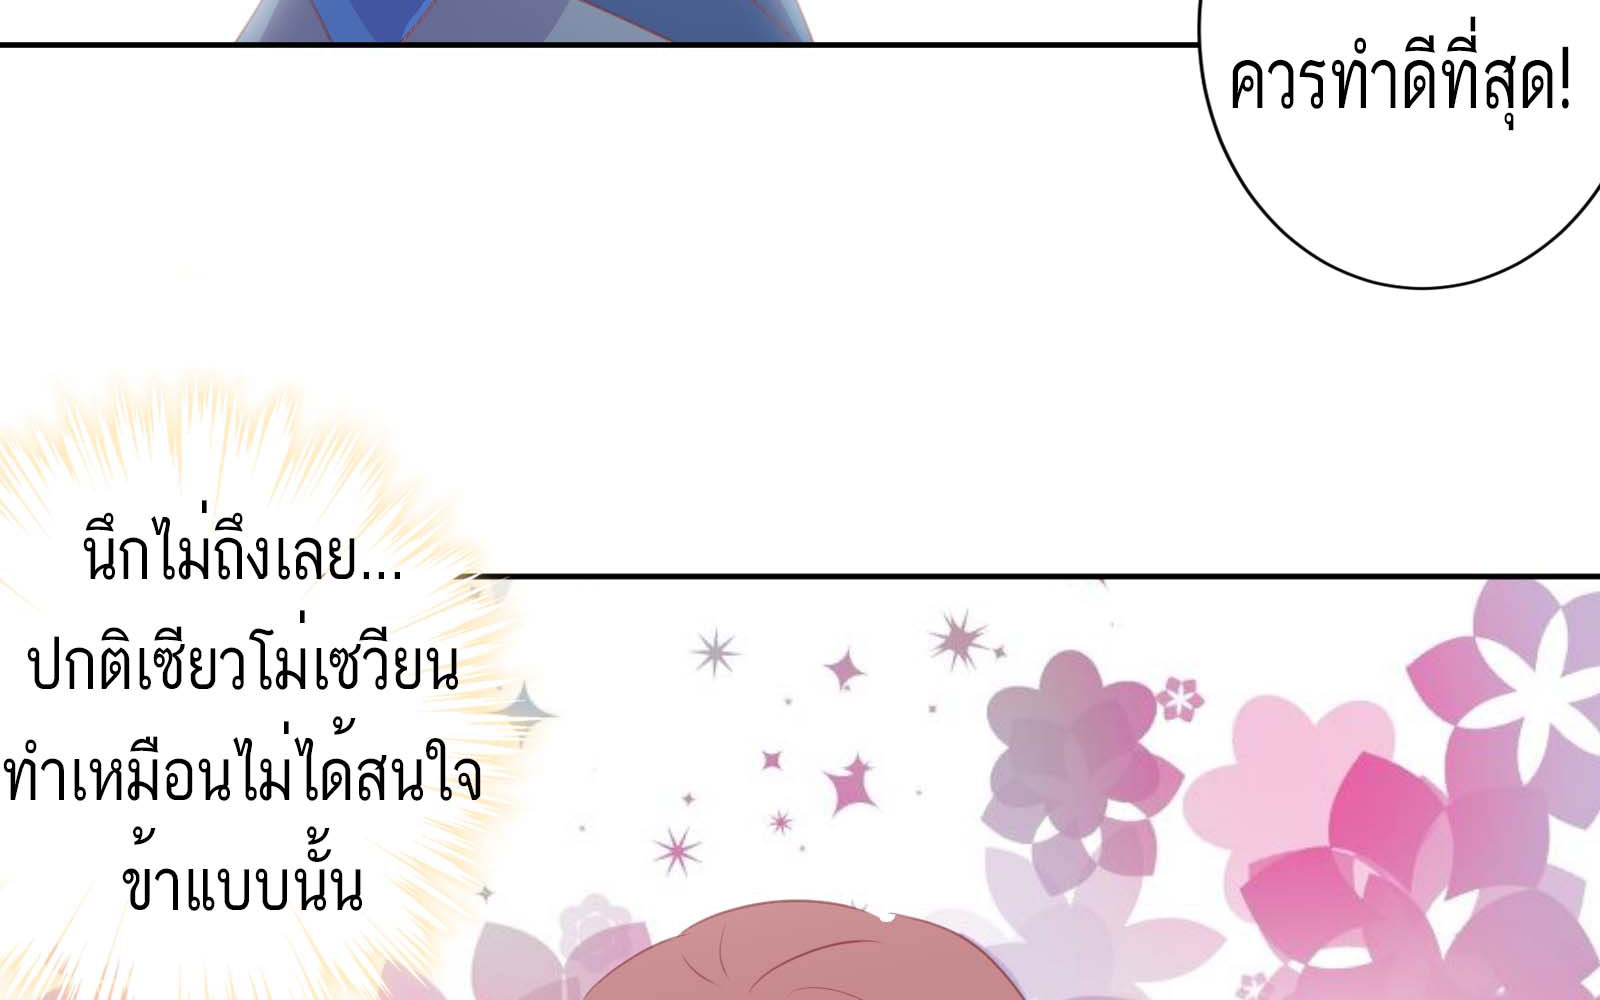 ควรทำดีที่สุด!
นึกไม่ถึงเลย...
ปกติเซียวโม่เซวียน
ทำเหมือนไม่ได้สนใจ
ข้าแบบนั้น